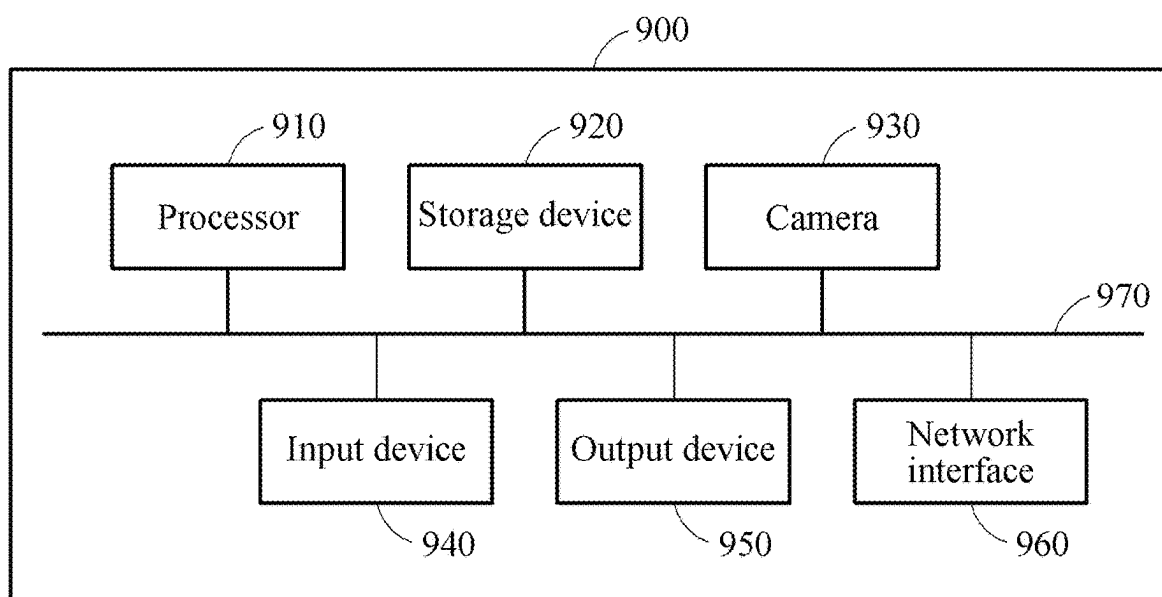 900
910
920
930
Processor
Storage device
Camera
970
Input device
Output device
Network
interface
940
950
960